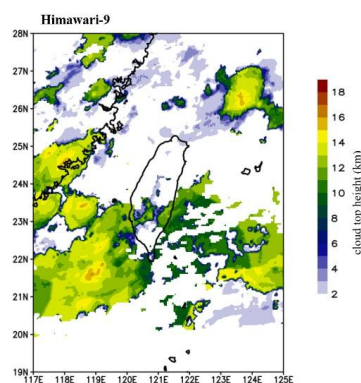 Himawari-9
28N
27N
26N
25N
24N
23N
22N
21N
20N
19N
117E 118E 119E 120E 121E 122E 123E 124E 125E
18
16
14
12
10
8
6
4
2
cloud top height (km)